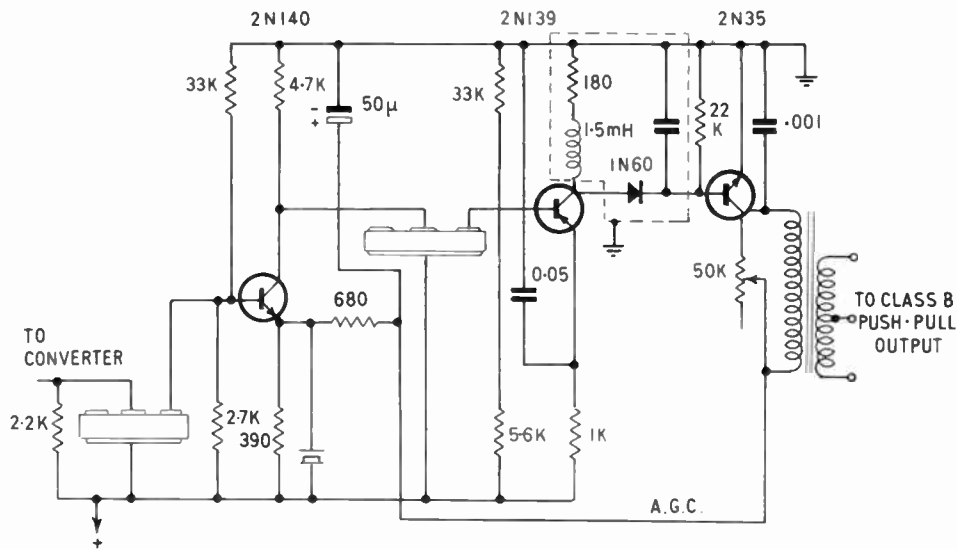 2N140
2N139
2N35
33K
4·7K
-
+
50μ
33K
180
1·5mH
22
K
·001
1N60
0·05
50K
680
TO CLASS B
PUSH·PULL
OUTPUT
TO
CONVERTER
2·2K
2·7K
390
5·6K
1K
A.G.C.
+